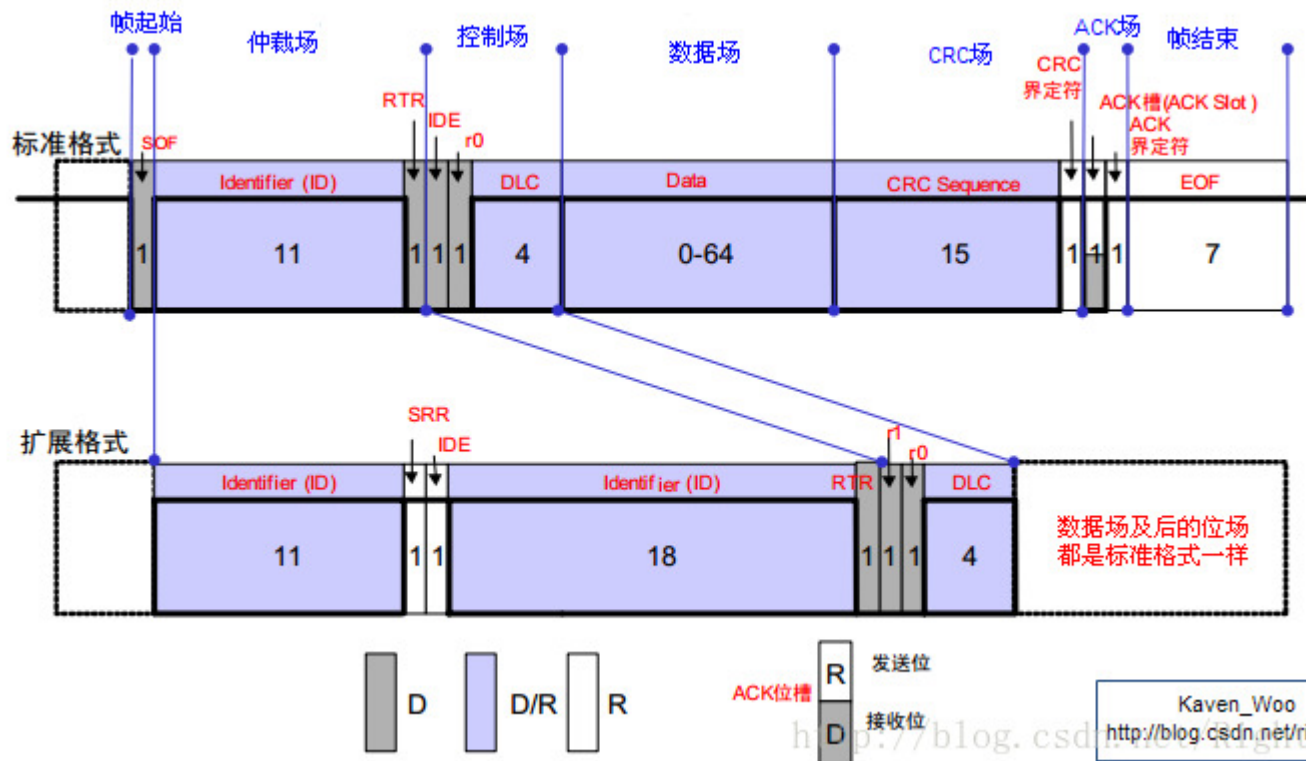 帧起始 仲裁场 控制场 数据场 CRC场 ACK场 帧结束
CRC
界定符
RTR IDE r0
ACK槽(ACK Slot)
ACK
界定符
标准格式 SOF
Identifier (ID) DLC Data CRC Sequence EOF
1 11 1 1 1 4 0-64 15 1 1 1 7
SRR
IDE
r1
r0
扩展格式
Identifier (ID) Identifier (ID) RTR DLC
11 1 1 18 1 1 1 4
数据场及后的位场
都是标准格式一样
D D/R R
ACK位槽
R 发送位
D 接收位
Kaven_Woo
http://blog.csdn.net/ri
http://blog.csdn.net/Right